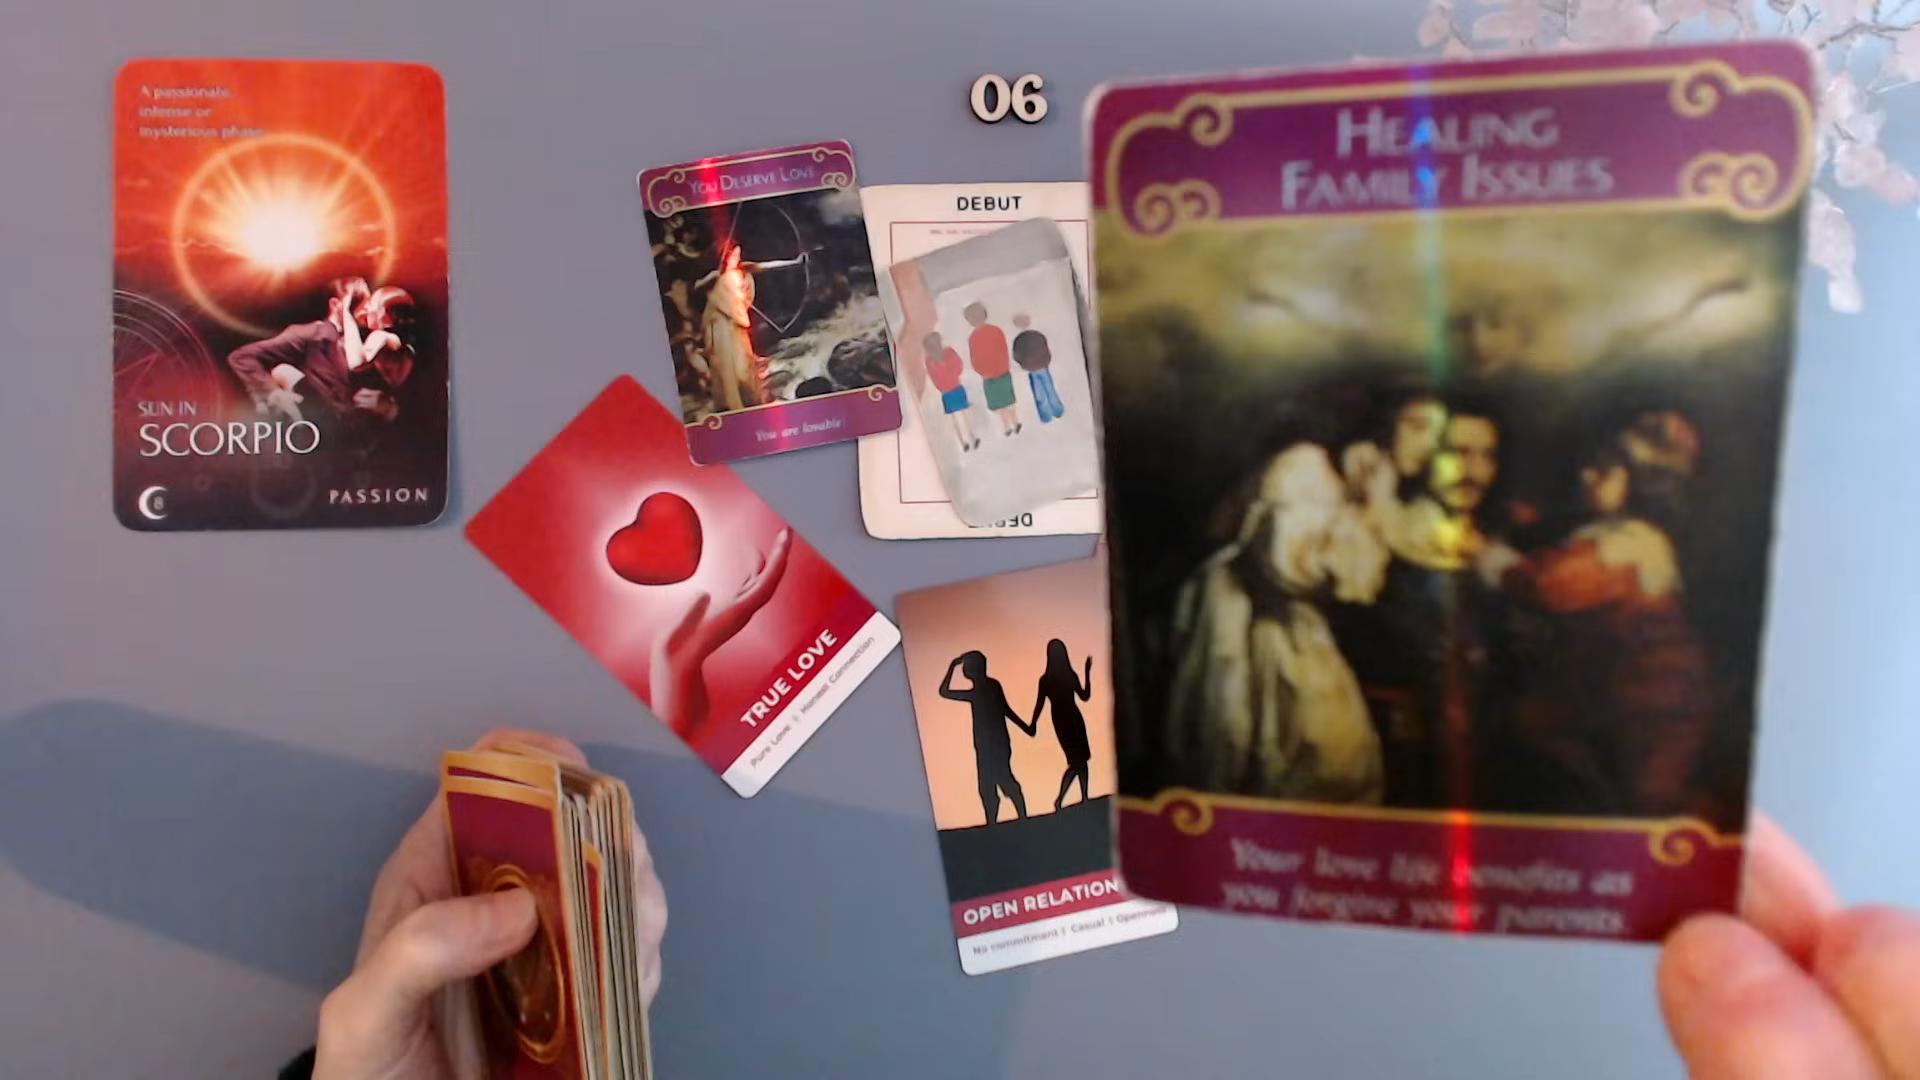 A passionate,
intense or
mysterious phase
SUN IN
SCORPIO
8
PASSION
06
YOU DESERVE LOVE
You are lovable!
DEBUT
DEBUT
TRUE LOVE
Pure Love | Honest Connection
OPEN RELATION
No commitment | Casual | Openness
HEALING
FAMILY ISSUES
Your love life benefits as
you forgive your parents.